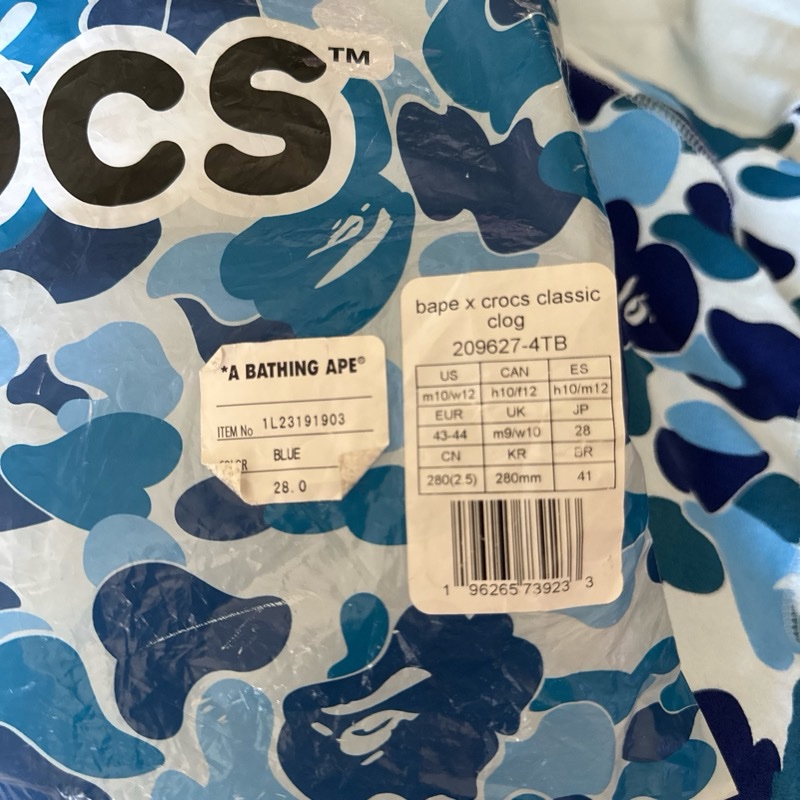 ocs™
*A BATHING APE®
ITEM No 1L23191903
COLOR BLUE
28.0
bape x crocs classic
clog
209627-4TB
US CAN ES
m10/w12 h10/f12 h10/m12
EUR UK JP
43-44 m9/w10 28
CN KR BR
280(2.5) 280mm 41
1 96265 73923 3